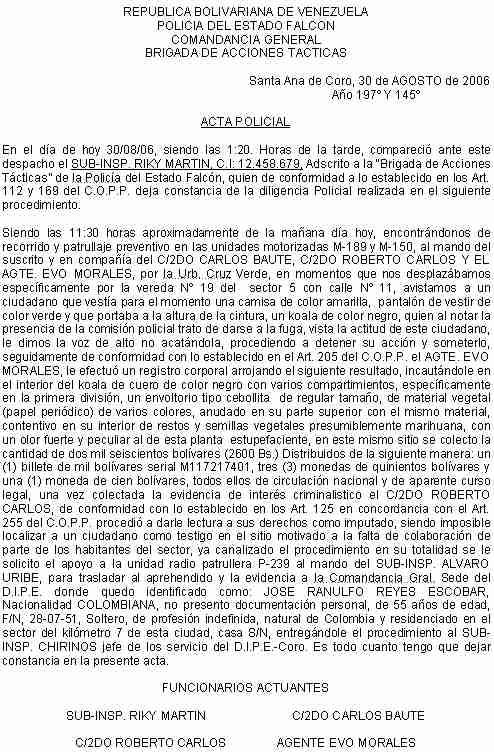 REPUBLICA BOLIVARIANA DE VENEZUELA
POLICIA DEL ESTADO FALCON
COMANDANCIA GENERAL
BRIGADA DE ACCIONES TACTICAS
Santa Ana de Coro, 30 de AGOSTO de 2006
Año 197º Y 145º
ACTA POLICIAL
En el día de hoy 30/08/06, siendo las 1:20. Horas de la tarde, compareció ante este
despacho el SUB-INSP. RIKY MARTIN, C.I: 12.458.679, Adscrito a la "Brigada de Acciones
Tácticas" de la Policía del Estado Falcón, quien de conformidad a lo establecido en los Art.
112 y 169 del C.O.P.P. deja constancia de la diligencia Policial realizada en el siguiente
procedimiento.
Siendo las 11:30 horas aproximadamente de la mañana día hoy, encontrándonos de
recorrido y patrullaje preventivo en las unidades motorizadas M-189 y M-150, al mando del
suscrito y en compañía del C/2DO CARLOS BAUTE, C/2DO ROBERTO CARLOS Y EL
AGTE. EVO MORALES, por la Urb. Cruz Verde, en momentos que nos desplazábamos
específicamente por la vereda Nº 19 del sector 5 con calle Nº 11, avistamos a un
ciudadano que vestía para el momento una camisa de color amarilla, pantalón de vestir de
color verde y que portaba a la altura de la cintura, un koala de color negro, quien al notar la
presencia de la comisión policial trato de darse a la fuga, vista la actitud de este ciudadano,
le dimos la voz de alto no acatándola, procediendo a detener su acción y someterlo,
seguidamente de conformidad con lo establecido en el Art. 205 del C.O.P.P. el AGTE. EVO
MORALES, le efectuó un registro corporal arrojando el siguiente resultado, incautándole en
el interior del koala de cuero de color negro con varios compartimientos, específicamente
en la primera división, un envoltorio tipo cebollita de regular tamaño, de material vegetal
(papel periódico) de varios colores, anudado en su parte superior con el mismo material,
contentivo en su interior de restos y semillas vegetales presumiblemente marihuana, con
un olor fuerte y peculiar al de esta planta estupefaciente, en este mismo sitio se colecto la
cantidad de dos mil seiscientos bolívares (2600 Bs.) Distribuidos de la siguiente manera: un
(1) billete de mil bolívares serial M117217401, tres (3) monedas de quinientos bolívares y
una (1) moneda de cien bolívares, todos ellos de circulación nacional y de aparente curso
legal, una vez colectada la evidencia de interés criminalistico el C/2DO ROBERTO
CARLOS, de conformidad con lo establecido en los Art. 125 en concordancia con el Art.
255 del C.O.P.P. procedió a darle lectura a sus derechos como imputado, siendo imposible
localizar a un ciudadano como testigo en el sitio motivado a la falta de colaboración de
parte de los habitantes del sector, ya canalizado el procedimiento en su totalidad se le
solicito el apoyo a la unidad radio patrullera P-239 al mando del SUB-INSP. ALVARO
URIBE, para trasladar al aprehendido y la evidencia a la Comandancia Gral. Sede del
D.I.P.E. donde quedo identificado como: JOSE RANULFO REYES ESCOBAR,
Nacionalidad COLOMBIANA, no presento documentación personal, de 55 años de edad,
F/N, 28-07-51, Soltero, de profesión indefinida, natural de Colombia y residenciado en el
sector del kilómetro 7 de esta ciudad, casa S/N, entregándole el procedimiento al SUB-
INSP. CHIRINOS jefe de los servicio del D.I.P.E.-Coro. Es todo cuanto tengo que dejar
constancia en la presente acta.
FUNCIONARIOS ACTUANTES
SUB-INSP. RIKY MARTIN C/2DO CARLOS BAUTE
C/2DO ROBERTO CARLOS AGENTE EVO MORALES